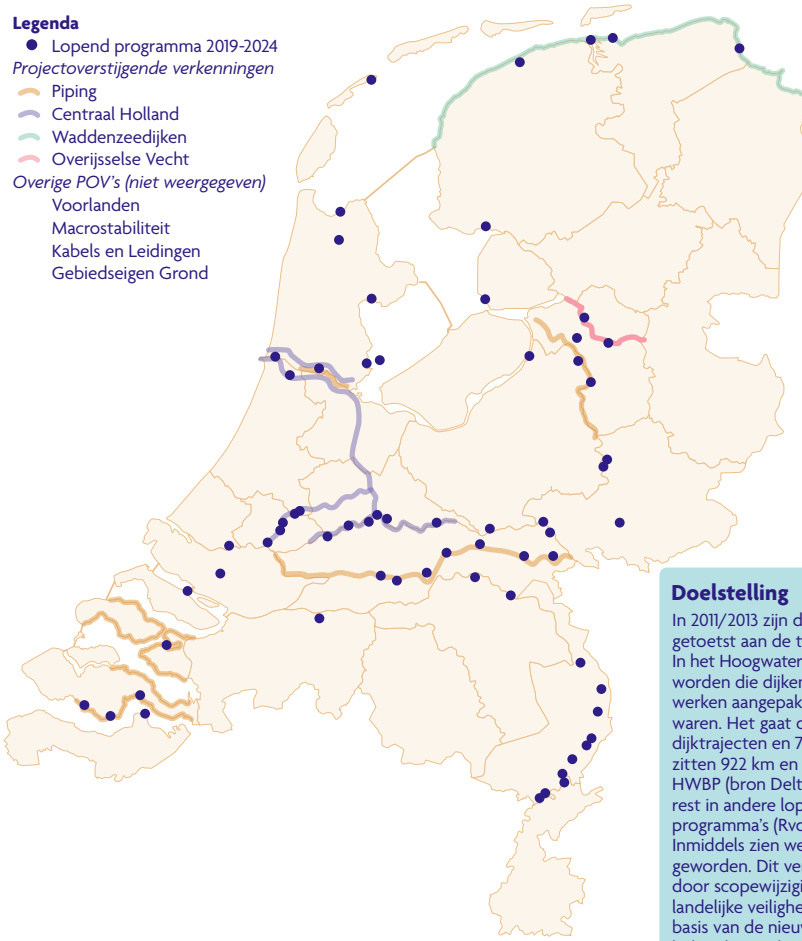 Legenda
Lopend programma 2019-2024
Projectoverstijgende verkenningen
Piping
Centraal Holland
Waddenzeedijken
Overijsselse Vecht
Overige POV's (niet weergegeven)
Voorlanden
Macrostabiliteit
Kabels en Leidingen
Gebiedseigen Grond
Doelstelling
In 2011/2013 zijn d
getoetst aan de t
In het Hoogwater
worden die dijken
werken aangepak
waren. Het gaat o
dijktrajecten en 7
zitten 922 km en
HWBP (bron Delt
rest in andere lop
programma's (Rvo
Inmiddels zien we
geworden. Dit ve
door scopewijzigi
landelijke veilighe
basis van de nieuw